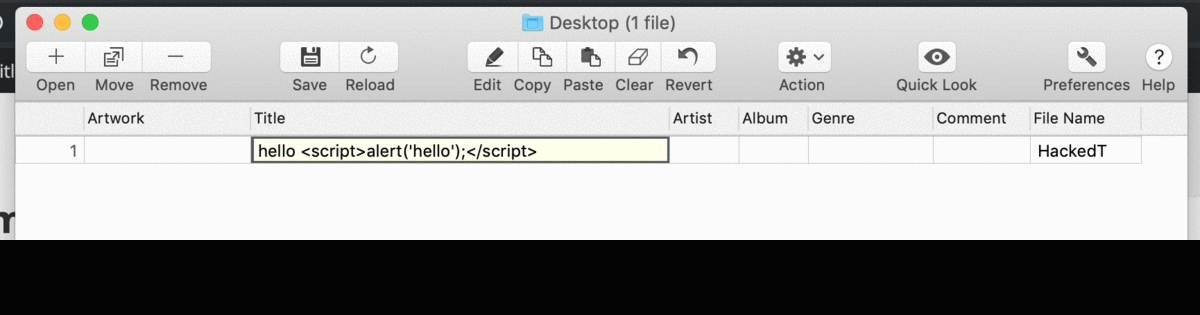 Desktop (1 file)
Open Move Remove Save Reload Edit Copy Paste Clear Revert Action Quick Look Preferences ? Help
Artwork Title Artist Album Genre Comment File Name
1 hello <script>alert('hello');</script> HackedT